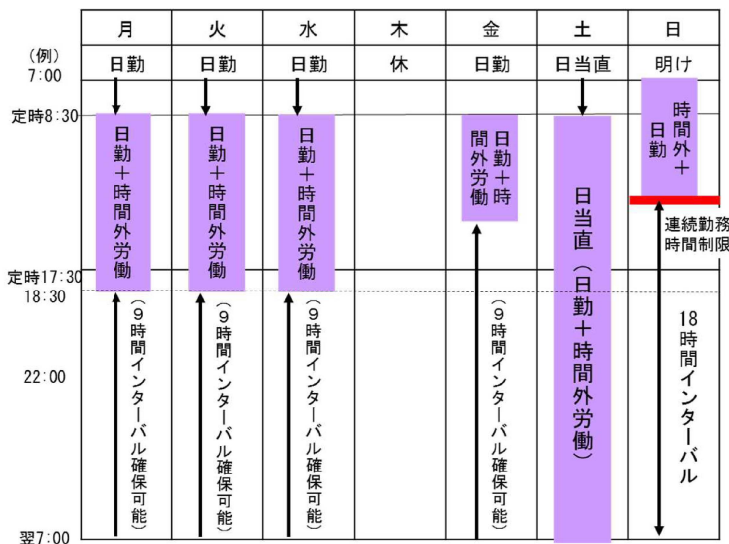 月 火 水 木 金 土 日
(例)
7:00
日勤 日勤 日勤 休 日勤 日当直 明け
定時8:30
日勤＋時間外労働
日勤＋時間外労働
日勤＋時間外労働
日勤＋時
間外労働
日当直（日勤＋時間外労働）
時間外＋
日勤
連続勤務
時間制限
定時17:30
18:30
22:00
翌7:00
（９時間インターバル確保可能）
（９時間インターバル確保可能）
（９時間インターバル確保可能）
（９時間インターバル確保可能）
18時間インターバル